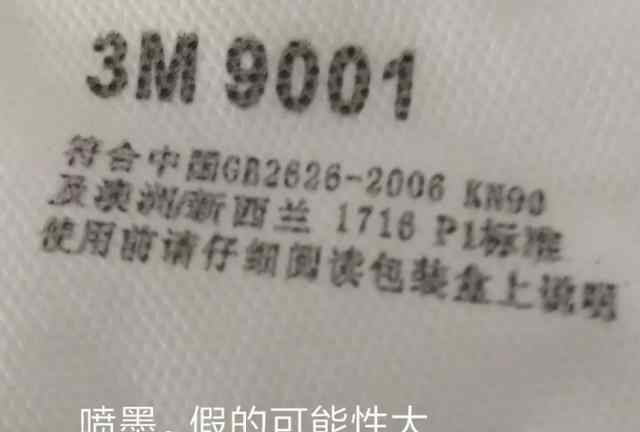 3M 9001
符合中国GB2626-2006 KN90
及澳洲/新西兰 1716 P1标准
使用前请仔细阅读包装盒上说明
喷墨,假的可能性大